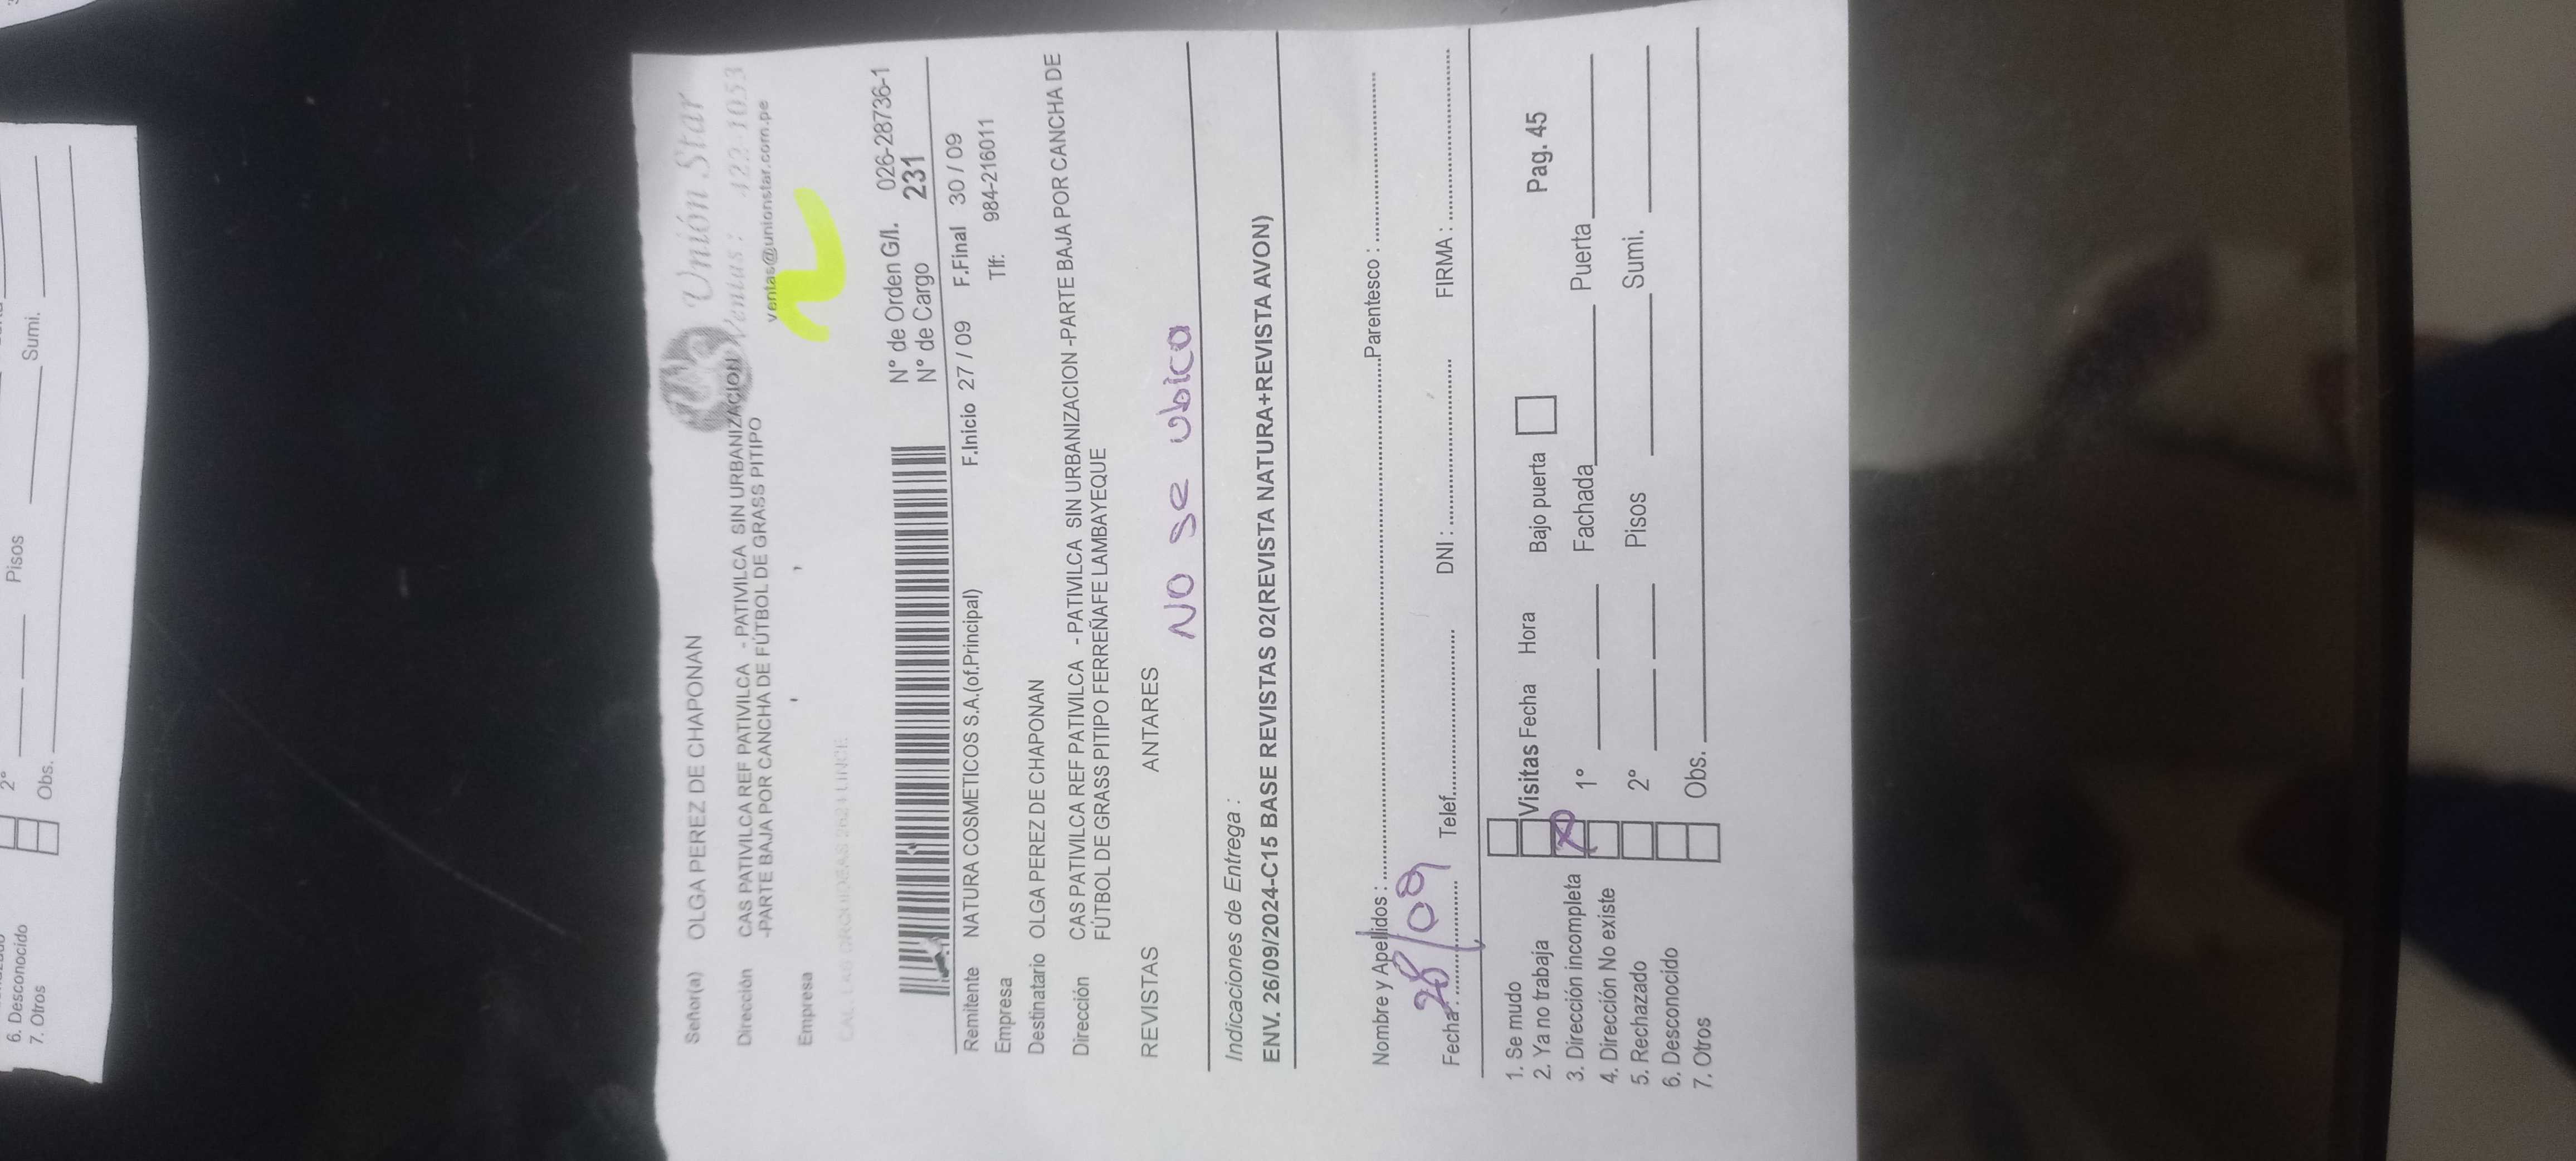 Unión Star
Ventas: 422 1053
ventas@unionstar.com.pe
Señor(a) OLGA PEREZ DE CHAPONAN
Dirección CAS PATIVILCA REF PATIVILCA - PATIVILCA SIN URBANIZACION
-PARTE BAJA POR CANCHA DE FÚTBOL DE GRASS PITIPO
Empresa
N° de Orden G/I. 026-28736-1
N° de Cargo 231
Remitente NATURA COSMETICOS S.A.(of.Principal) F.Inicio 27 / 09 F.Final 30 / 09
Empresa Tlf: 984-216011
Destinatario OLGA PEREZ DE CHAPONAN
Dirección CAS PATIVILCA REF PATIVILCA - PATIVILCA SIN URBANIZACION -PARTE BAJA POR CANCHA DE
FÚTBOL DE GRASS PITIPO FERREÑAFE LAMBAYEQUE
REVISTAS ANTARES
No se ubica
Indicaciones de Entrega :
ENV. 26/09/2024-C15 BASE REVISTAS 02(REVISTA NATURA+REVISTA AVON)
Nombre y Apellidos : Parentesco :
Fecha : 28/09 Telef. DNI : FIRMA :
1. Se mudo
2. Ya no trabaja Visitas Fecha Hora Bajo puerta Pag. 45
3. Dirección incompleta X 1° Fachada Puerta
4. Dirección No existe
5. Rechazado 2° Pisos Sumi.
6. Desconocido
7. Otros Obs.
2° Pisos Sumi.
6. Desconocido
7. Otros Obs.